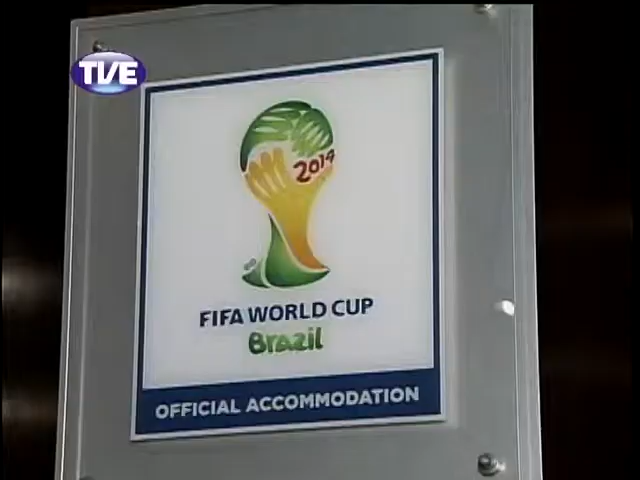 TVE
2014
FIFA WORLD CUP
Brazil
OFFICIAL ACCOMMODATION